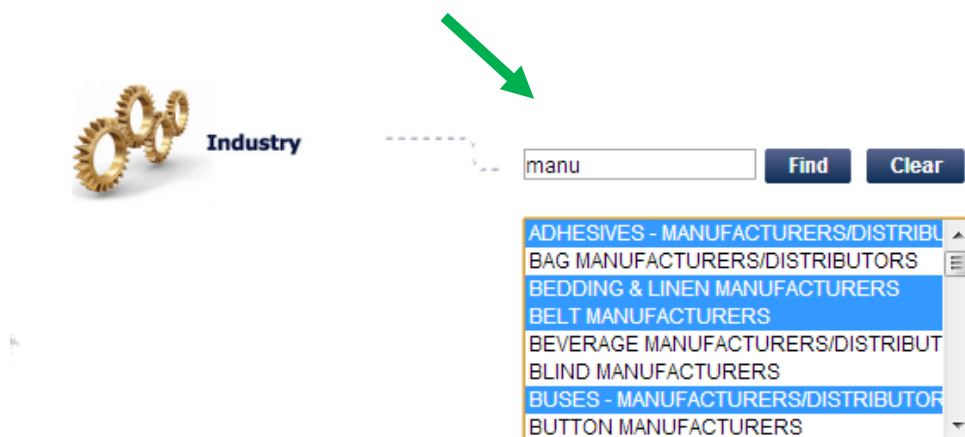 Industry
manu
Find
Clear
ADHESIVES - MANUFACTURERS/DISTRIBU
BAG MANUFACTURERS/DISTRIBUTORS
BEDDING & LINEN MANUFACTURERS
BELT MANUFACTURERS
BEVERAGE MANUFACTURERS/DISTRIBUT
BLIND MANUFACTURERS
BUSES - MANUFACTURERS/DISTRIBUTOR
BUTTON MANUFACTURERS